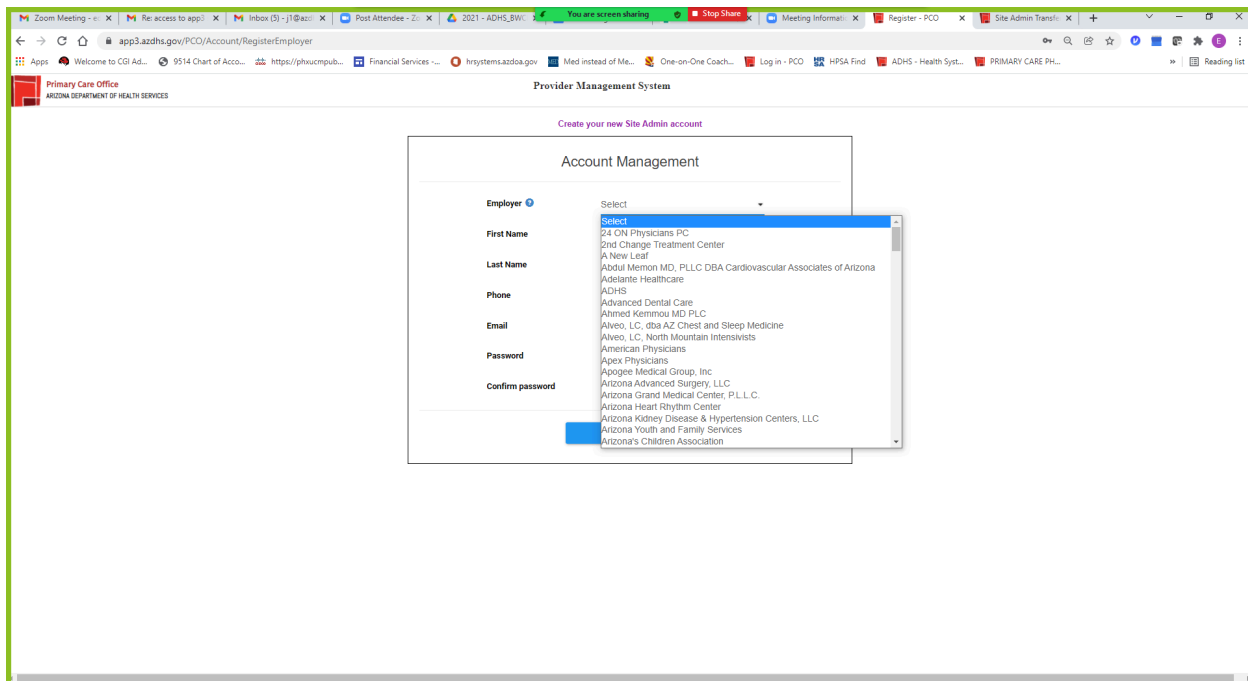 Zoom Meeting - e
Re: access to app3
Inbox (5) - j1@azd
Post Attendee - Zo
2021 - ADHS_BWC
You are screen sharing
Stop Share
Meeting Informati
Register - PCO
Site Admin Transfe
app3.azdhs.gov/PCO/Account/RegisterEmployer
Apps
Welcome to CGI Ad...
9514 Chart of Acco...
https://phxucmpub...
Financial Services -...
hrsystems.azdoa.gov
Med instead of Me...
One-on-One Coach...
Log in - PCO
HPSA Find
ADHS - Health Syst...
PRIMARY CARE PH...
»
Reading list
Primary Care Office
ARIZONA DEPARTMENT OF HEALTH SERVICES
Provider Management System
Create your new Site Admin account
Account Management
Employer
Select
Select
24 ON Physicians PC
2nd Change Treatment Center
A New Leaf
Abdul Memon MD, PLLC DBA Cardiovascular Associates of Arizona
Adelante Healthcare
ADHS
Advanced Dental Care
Ahmed Kemmou MD PLC
Alveo, LC, dba AZ Chest and Sleep Medicine
Alveo, LC, North Mountain Intensivists
American Physicians
Apex Physicians
Apogee Medical Group, Inc
Arizona Advanced Surgery, LLC
Arizona Grand Medical Center, P.L.L.C.
Arizona Heart Rhythm Center
Arizona Kidney Disease & Hypertension Centers, LLC
Arizona Youth and Family Services
Arizona's Children Association
First Name
Last Name
Phone
Email
Password
Confirm password